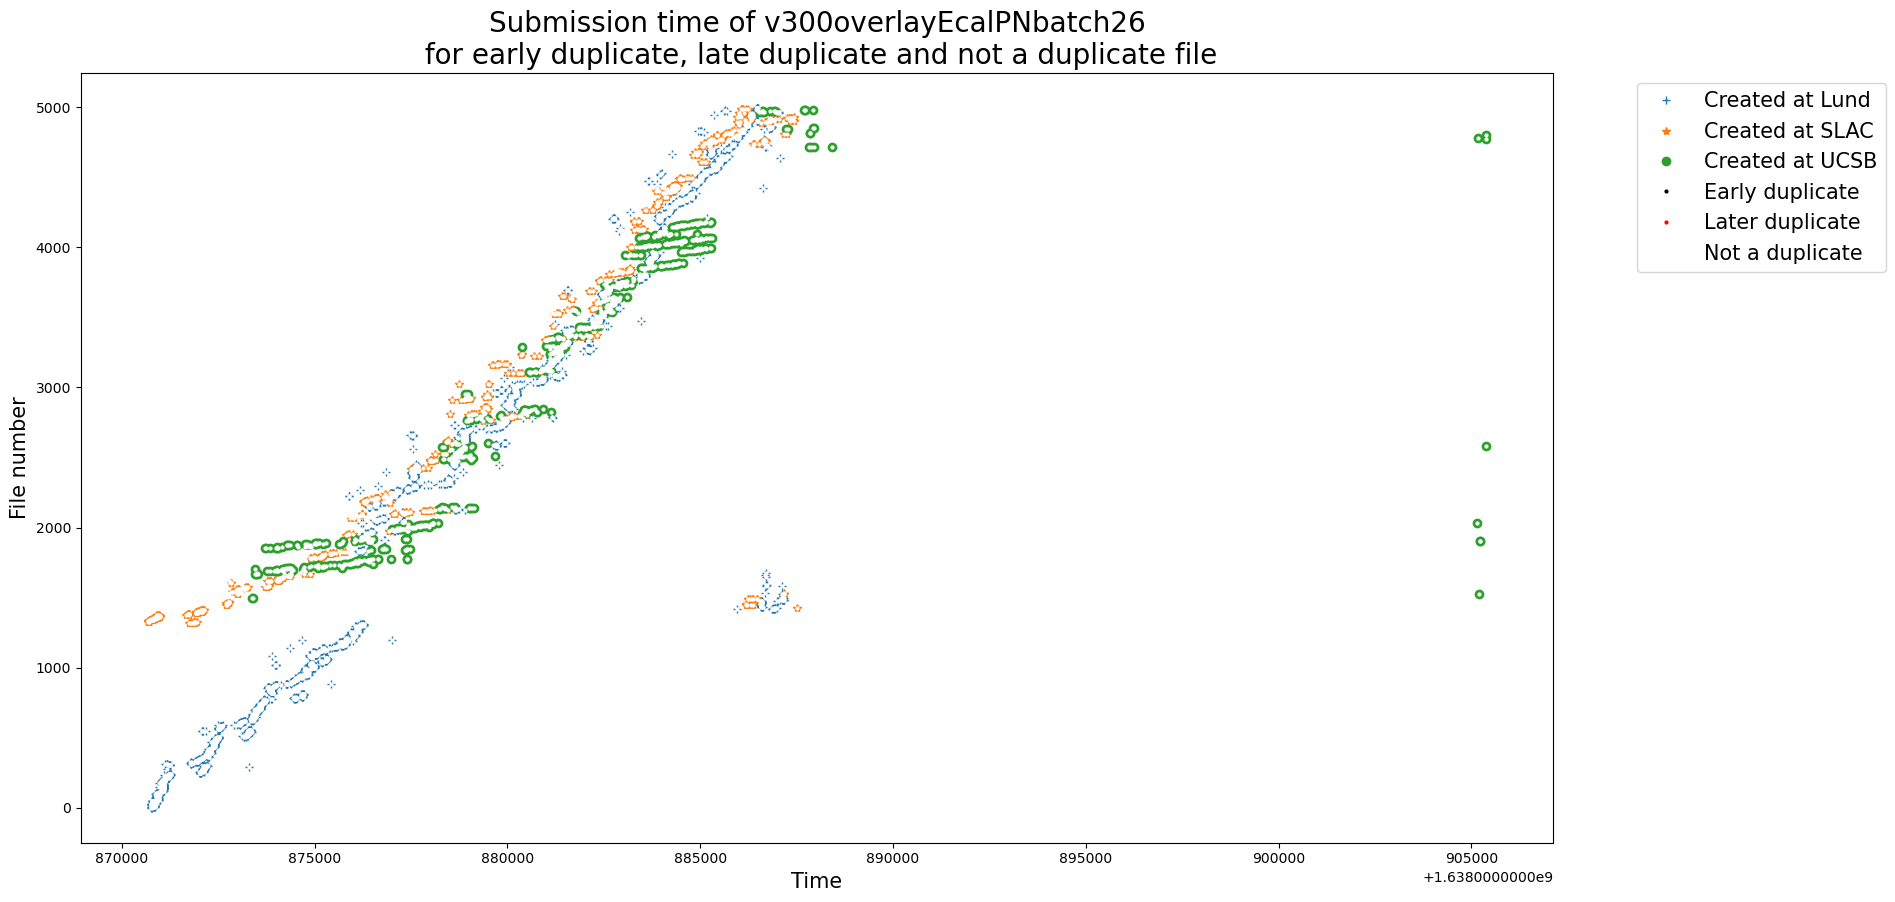 Submission time of v300overlayEcalPNbatch26
for early duplicate, late duplicate and not a duplicate file
Created at Lund
Created at SLAC
Created at UCSB
Early duplicate
Later duplicate
Not a duplicate
File number
5000
4000
3000
2000
1000
0
870000
875000
880000
885000
890000
895000
900000
905000
+1.6380000000e9
Time